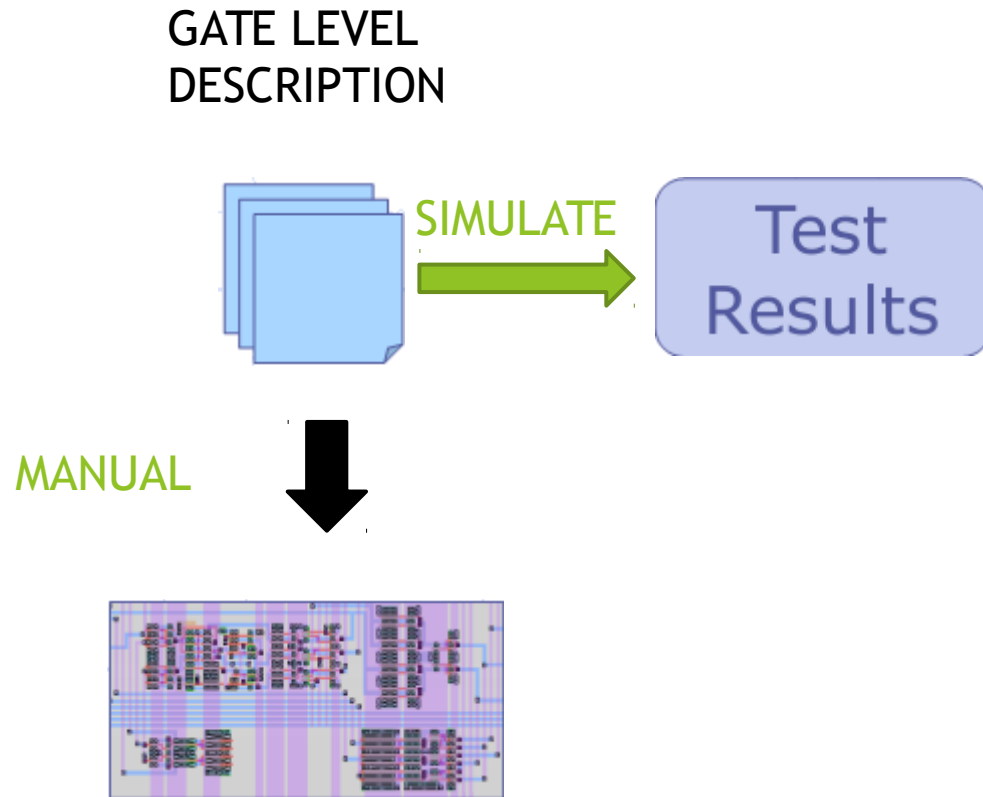 GATE LEVEL
DESCRIPTION
SIMULATE
Test
Results
MANUAL